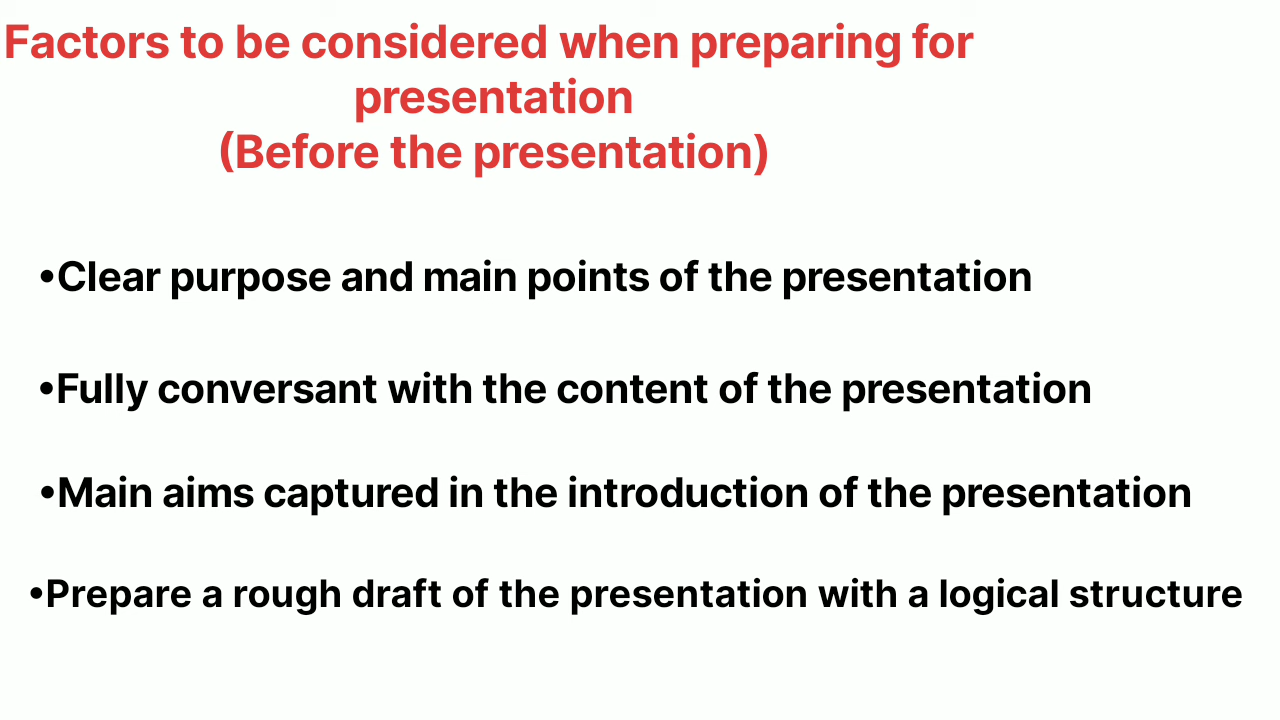 Factors to be considered when preparing for
presentation
(Before the presentation)
•Clear purpose and main points of the presentation
•Fully conversant with the content of the presentation
•Main aims captured in the introduction of the presentation
•Prepare a rough draft of the presentation with a logical structure